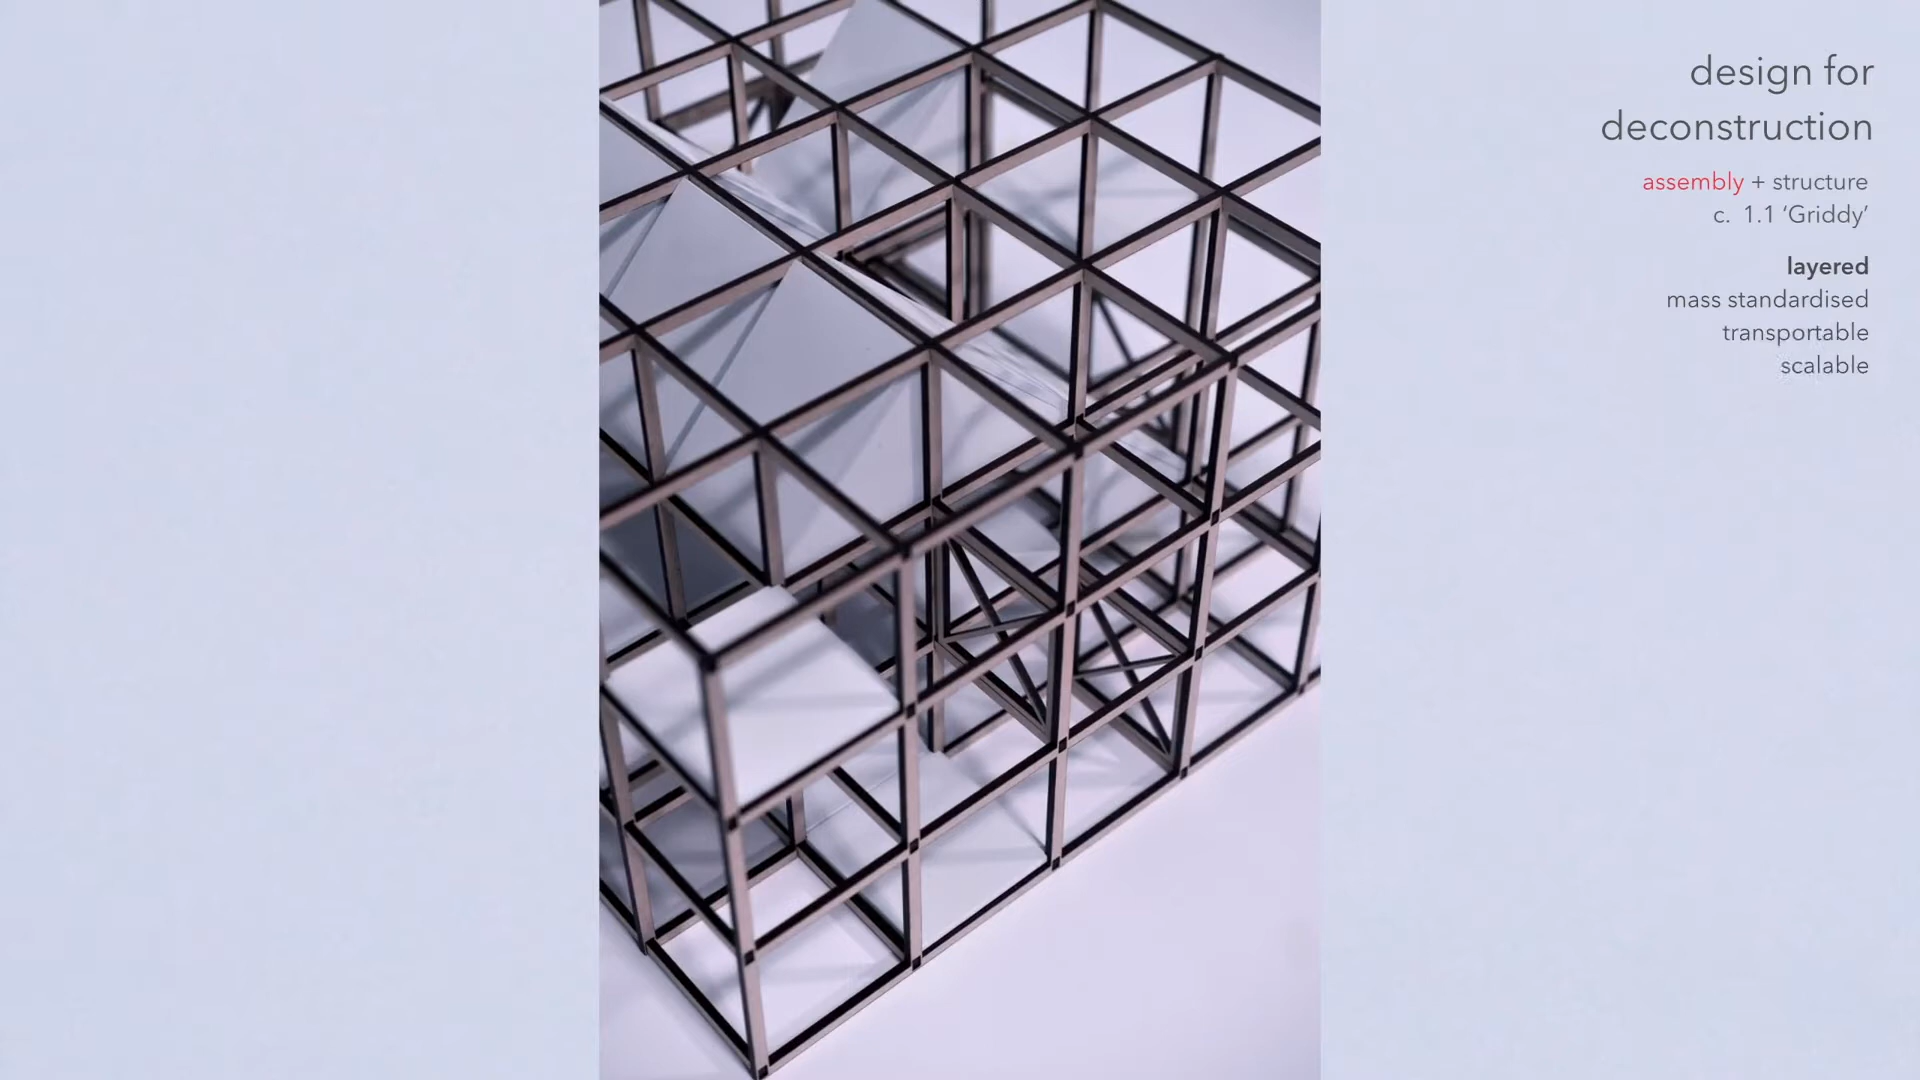 design for
deconstruction
assembly + structure
c. 1.1 ‘Griddy’
layered
mass standardised
transportable
scalable